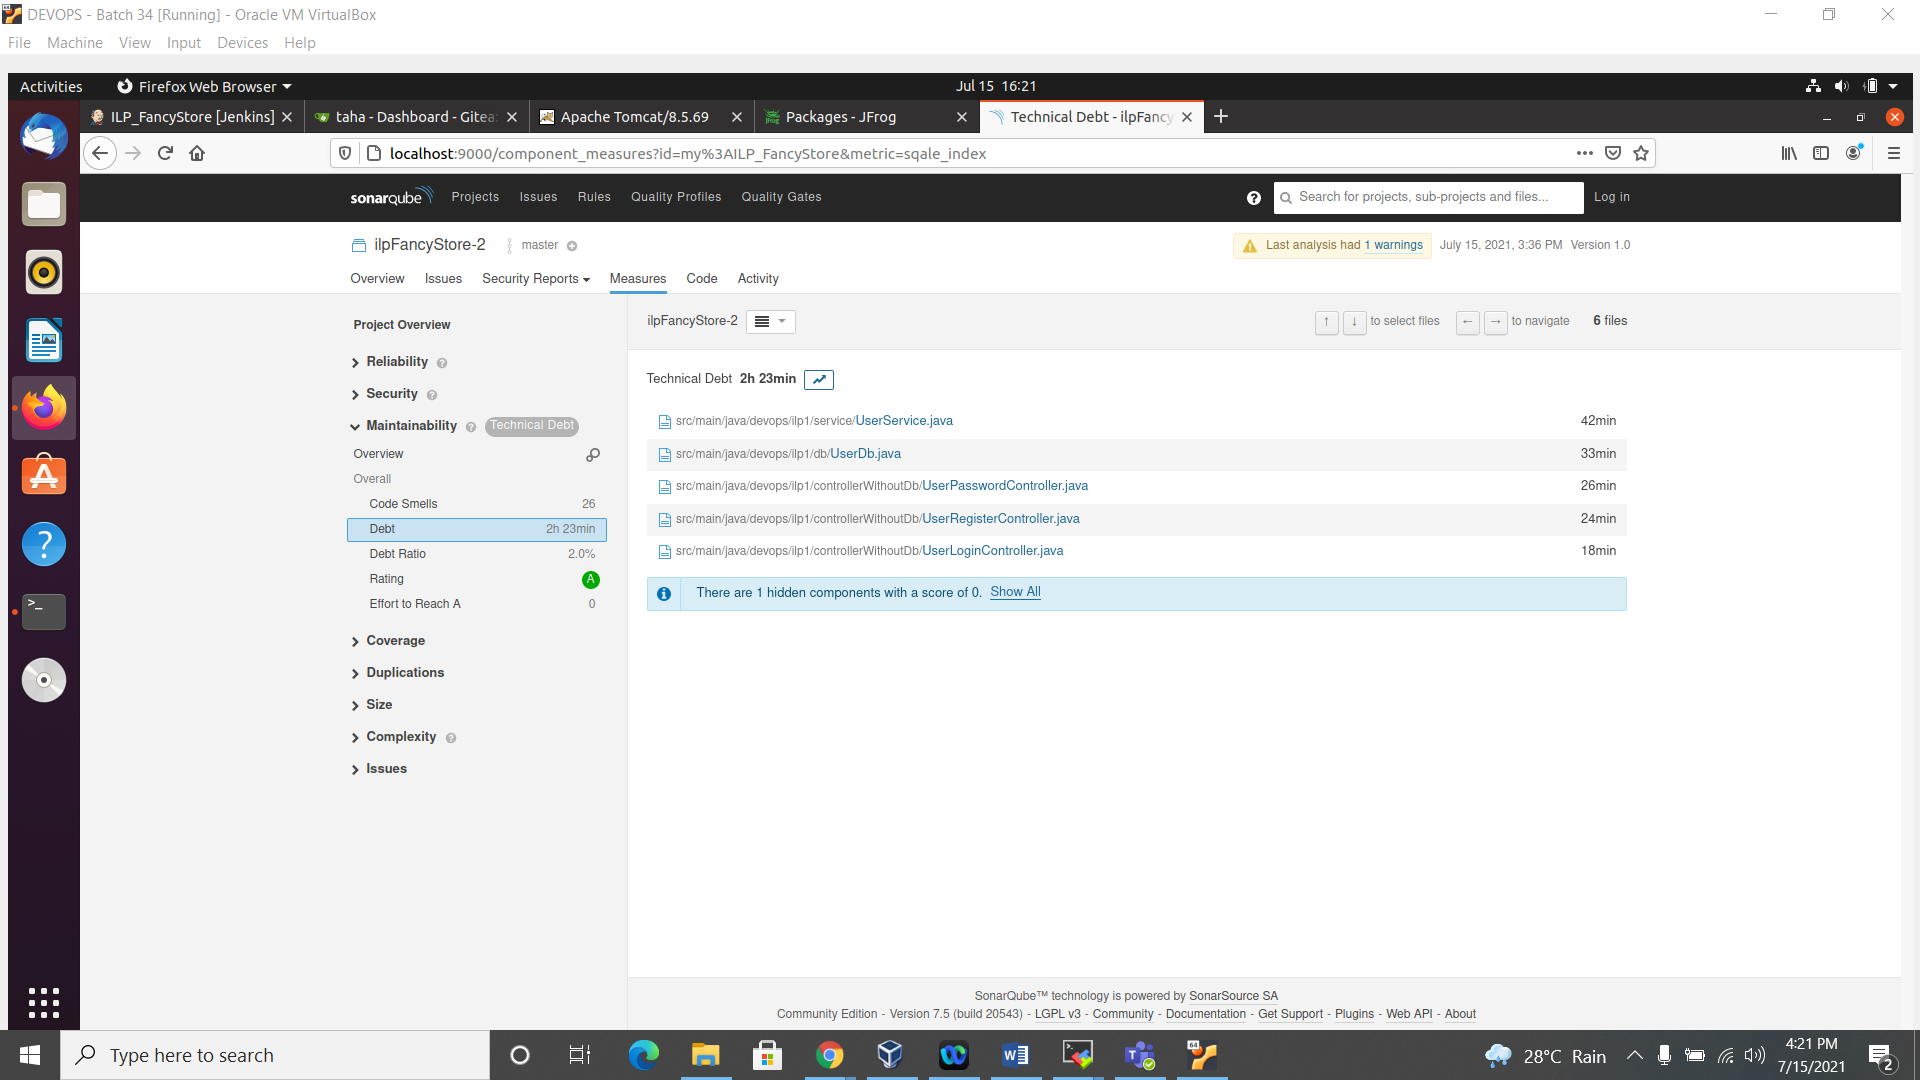 DEVOPS - Batch 34 [Running] - Oracle VM VirtualBox
File Machine View Input Devices Help
Activities Firefox Web Browser Jul 15 16:21
ILP_FancyStore [Jenkins] taha - Dashboard - Gitea: Apache Tomcat/8.5.69 Packages - JFrog Technical Debt - ilpFancy
localhost:9000/component_measures?id=my%3AILP_FancyStore&metric=sqale_index
sonarqube Projects Issues Rules Quality Profiles Quality Gates Search for projects, sub-projects and files... Log in
ilpFancyStore-2 master Last analysis had 1 warnings July 15, 2021, 3:36 PM Version 1.0
Overview Issues Security Reports Measures Code Activity
Project Overview
Reliability
Security
Maintainability Technical Debt
Overview
Overall
Code Smells 26
Debt 2h 23min
Debt Ratio 2.0%
Rating A
Effort to Reach A 0
Coverage
Duplications
Size
Complexity
Issues
ilpFancyStore-2 ↑ ↓ to select files ← → to navigate 6 files
Technical Debt 2h 23min
src/main/java/devops/ilp1/service/UserService.java 42min
src/main/java/devops/ilp1/db/UserDb.java 33min
src/main/java/devops/ilp1/controllerWithoutDb/UserPasswordController.java 26min
src/main/java/devops/ilp1/controllerWithoutDb/UserRegisterController.java 24min
src/main/java/devops/ilp1/controllerWithoutDb/UserLoginController.java 18min
There are 1 hidden components with a score of 0. Show All
SonarQube™ technology is powered by SonarSource SA
Community Edition - Version 7.5 (build 20543) - LGPL v3 - Community - Documentation - Get Support - Plugins - Web API - About
Type here to search
28°C Rain
4:21 PM
7/15/2021
2